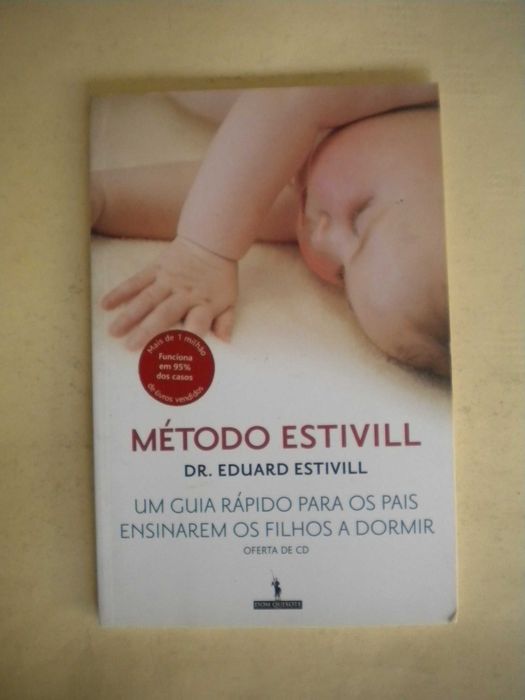 Mais de 1 milhão
Funciona
em 95%
dos casos
de livros vendidos
MÉTODO ESTIVILL
DR. EDUARD ESTIVILL
UM GUIA RÁPIDO PARA OS PAIS
ENSINAREM OS FILHOS A DORMIR
OFERTA DE CD
DOM QUIXOTE